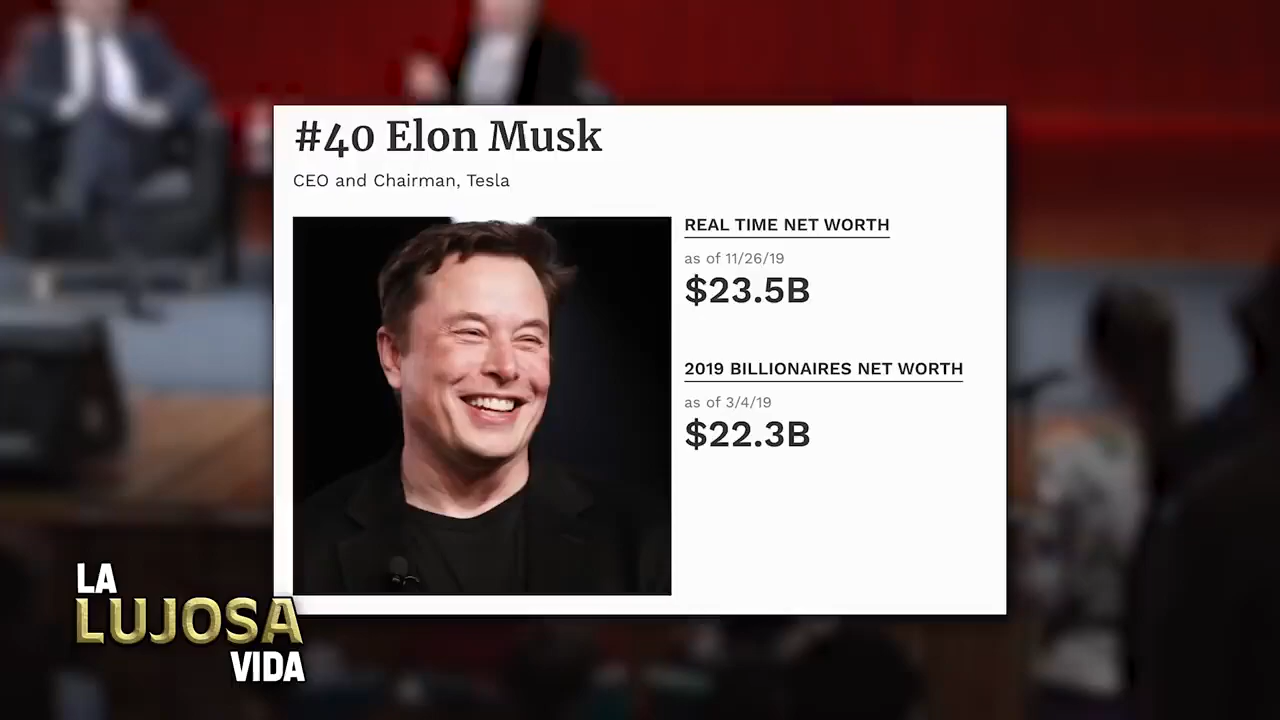 #40 Elon Musk
CEO and Chairman, Tesla
REAL TIME NET WORTH
as of 11/26/19
$23.5B
2019 BILLIONAIRES NET WORTH
as of 3/4/19
$22.3B
LA
LUJOSA
VIDA